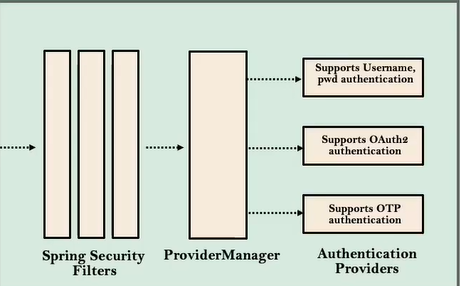 Supports Username,
pwd authentication
Supports OAuth2
authentication
Supports OTP
authentication
Spring Security
Filters
ProviderManager
Authentication
Providers